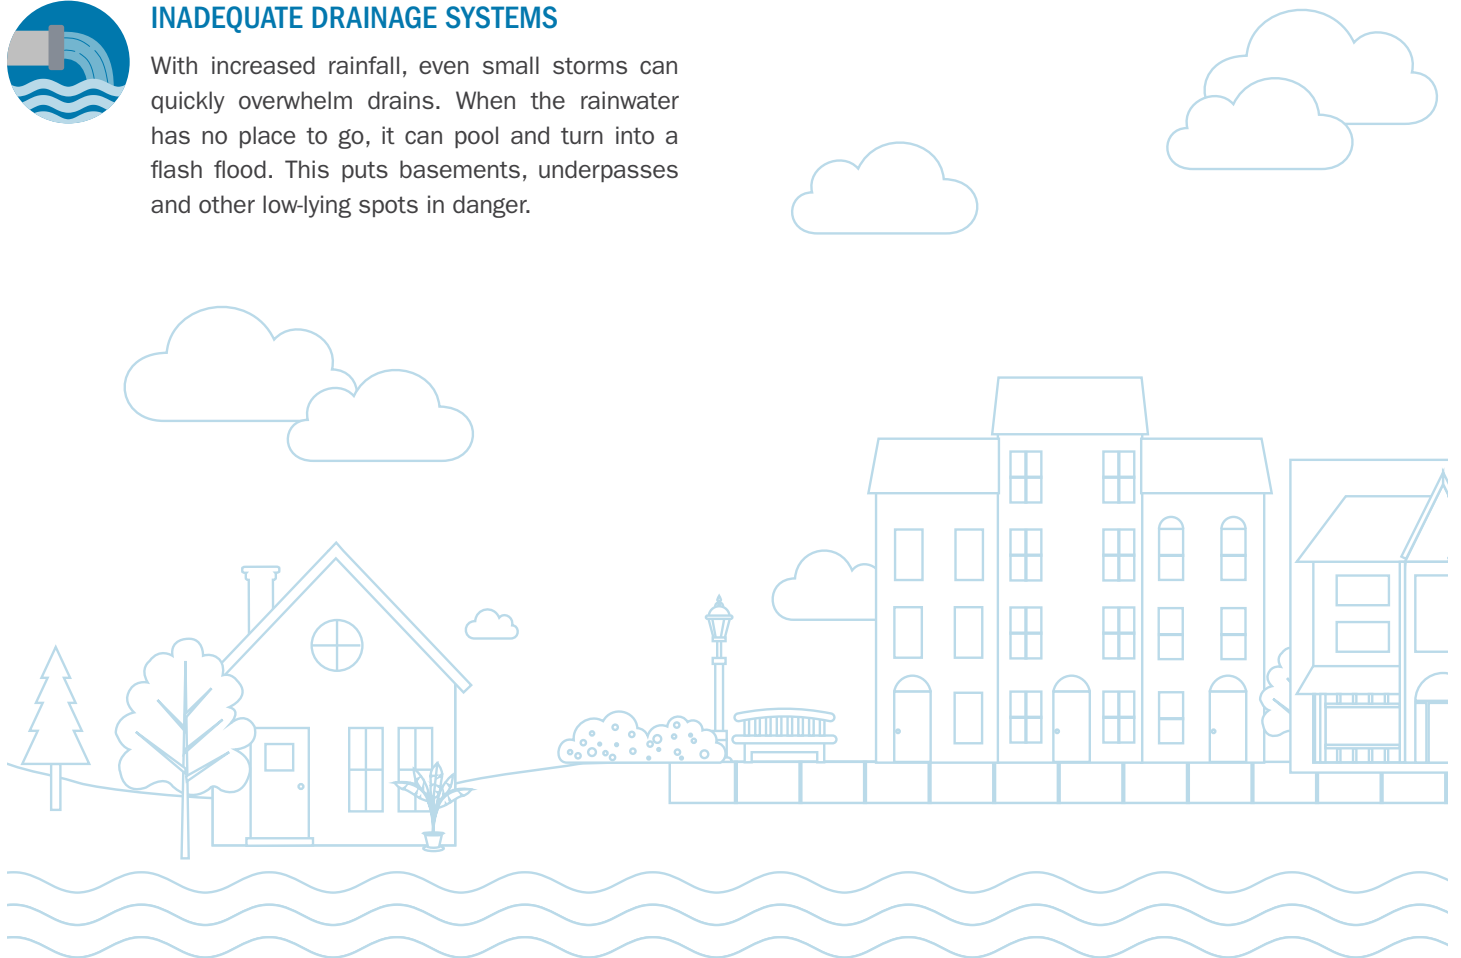 INADEQUATE DRAINAGE SYSTEMS
With increased rainfall, even small storms can
quickly overwhelm drains. When the rainwater
has no place to go, it can pool and turn into a
flash flood. This puts basements, underpasses
and other low-lying spots in danger.